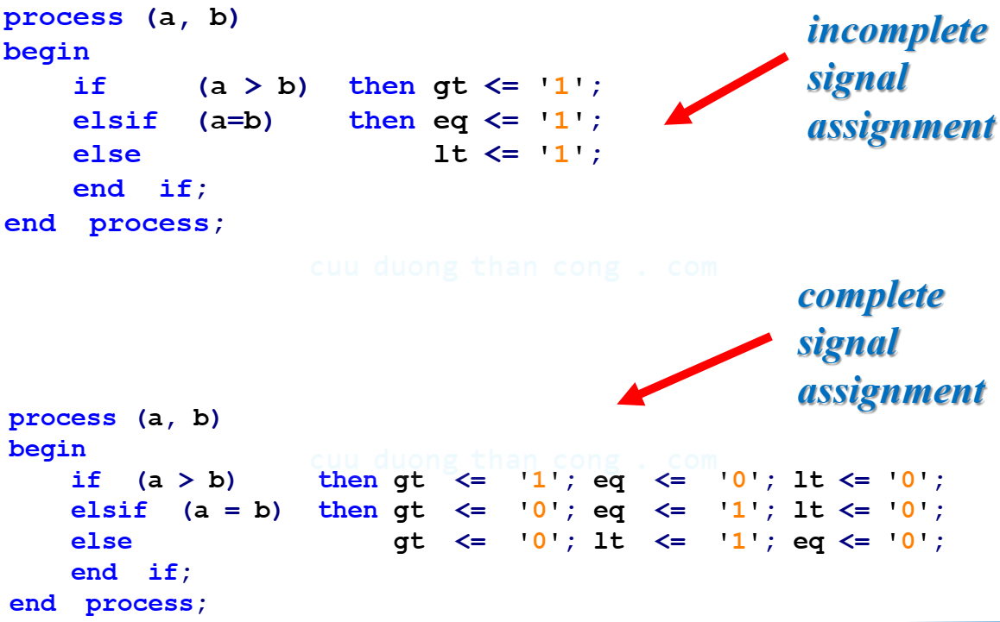 process (a, b)
begin
if (a > b) then gt <= '1';
elsif (a=b) then eq <= '1';
else lt <= '1';
end if;
end process;
incomplete
signal
assignment
cuu duong than cong . com
complete
signal
assignment
process (a, b)
begin
cuu duong than cong . com
if (a > b) then gt <= '1'; eq <= '0'; lt <= '0';
elsif (a = b) then gt <= '0'; eq <= '1'; lt <= '0';
else gt <= '0'; lt <= '1'; eq <= '0';
end if;
end process;